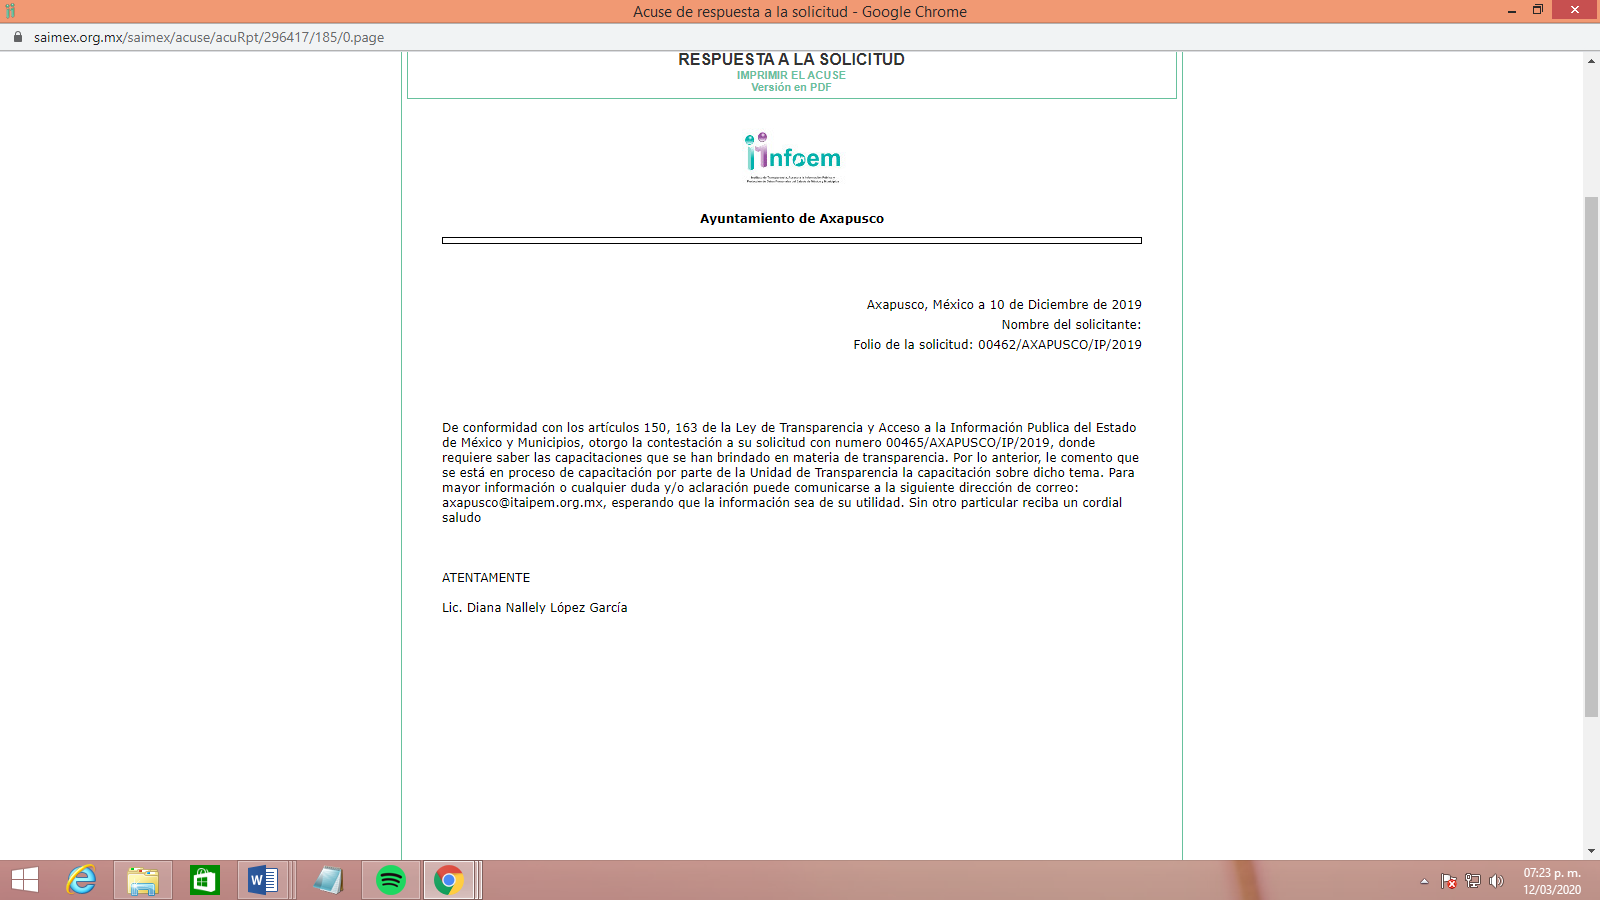 Acuse de respuesta a la solicitud - Google Chrome
saimex.org.mx/saimex/acuse/acuRpt/296417/185/0.page
RESPUESTA A LA SOLICITUD
IMPRIMIR EL ACUSE
Versión en PDF
infoem
Ayuntamiento de Axapusco
Axapusco, México a 10 de Diciembre de 2019
Nombre del solicitante:
Folio de la solicitud: 00462/AXAPUSCO/IP/2019
De conformidad con los artículos 150, 163 de la Ley de Transparencia y Acceso a la Información Publica del Estado
de México y Municipios, otorgo la contestación a su solicitud con numero 00465/AXAPUSCO/IP/2019, donde
requiere saber las capacitaciones que se han brindado en materia de transparencia. Por lo anterior, le comento que
se está en proceso de capacitación por parte de la Unidad de Transparencia la capacitación sobre dicho tema. Para
mayor información o cualquier duda y/o aclaración puede comunicarse a la siguiente dirección de correo:
axapusco@itaipem.org.mx, esperando que la información sea de su utilidad. Sin otro particular reciba un cordial
saludo
ATENTAMENTE
Lic. Diana Nallely López García
07:23 p. m.
12/03/2020